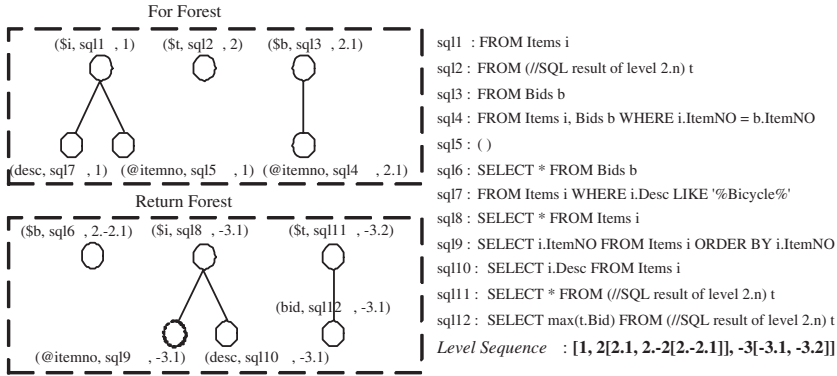 For Forest
($i, sql1 , 1) ($t, sql2 , 2) ($b, sql3 , 2.1)
(desc, sql7 , 1) (@itemno, sql5 , 1) (@itemno, sql4 , 2.1)
Return Forest
($b, sql6 , 2.-2.1) ($i, sql8 , -3.1) ($t, sql11 , -3.2)
(bid, sql12 , -3.1)
(@itemno, sql9 , -3.1) (desc, sql10 , -3.1)
sql1 : FROM Items i
sql2 : FROM (//SQL result of level 2.n) t
sql3 : FROM Bids b
sql4 : FROM Items i, Bids b WHERE i.ItemNO = b.ItemNO
sql5 : ( )
sql6 : SELECT * FROM Bids b
sql7 : FROM Items i WHERE i.Desc LIKE '%Bicycle%'
sql8 : SELECT * FROM Items i
sql9 : SELECT i.ItemNO FROM Items i ORDER BY i.ItemNO
sql10 : SELECT i.Desc FROM Items i
sql11 : SELECT * FROM (//SQL result of level 2.n) t
sql12 : SELECT max(t.Bid) FROM (//SQL result of level 2.n) t
Level Sequence : [1, 2[2.1, 2.-2[2.-2.1]], -3[-3.1, -3.2]]